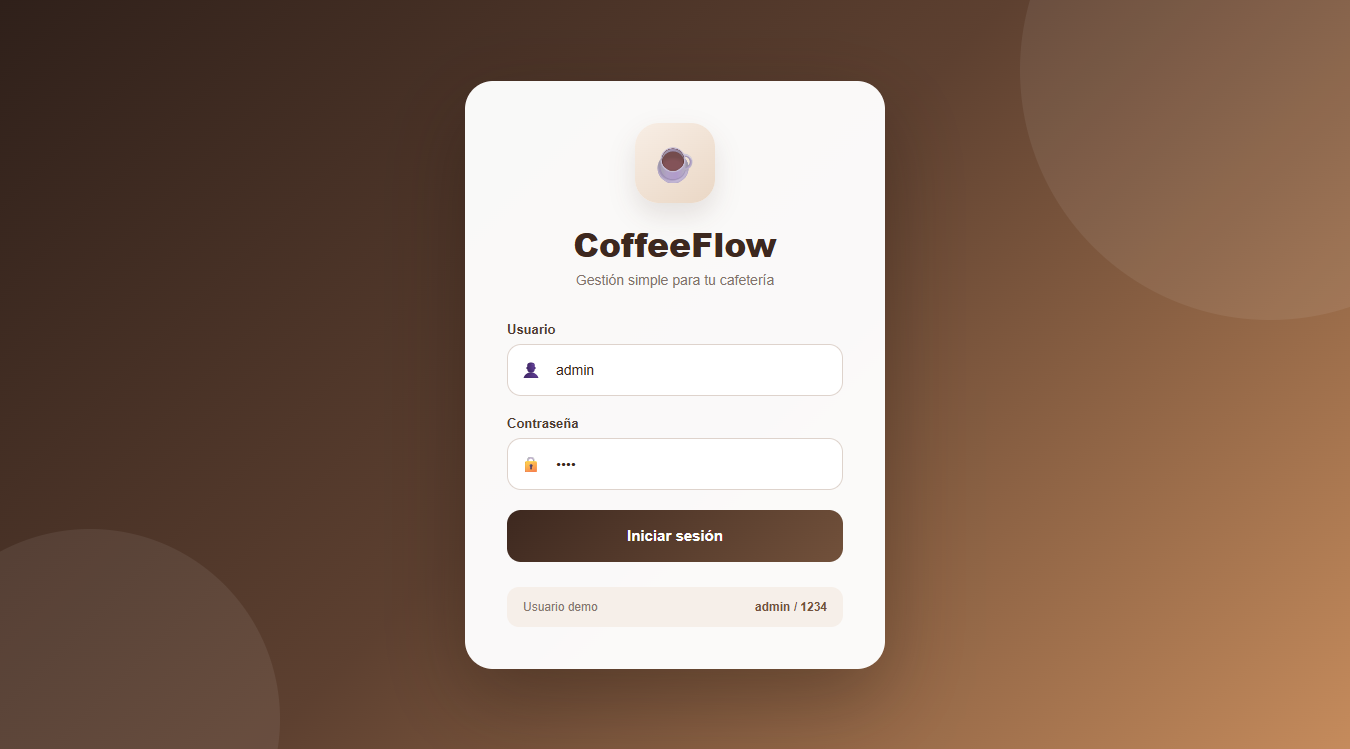 CoffeeFlow
Gestión simple para tu cafetería
Usuario
admin
Contraseña
••••
Iniciar sesión
Usuario demo admin / 1234